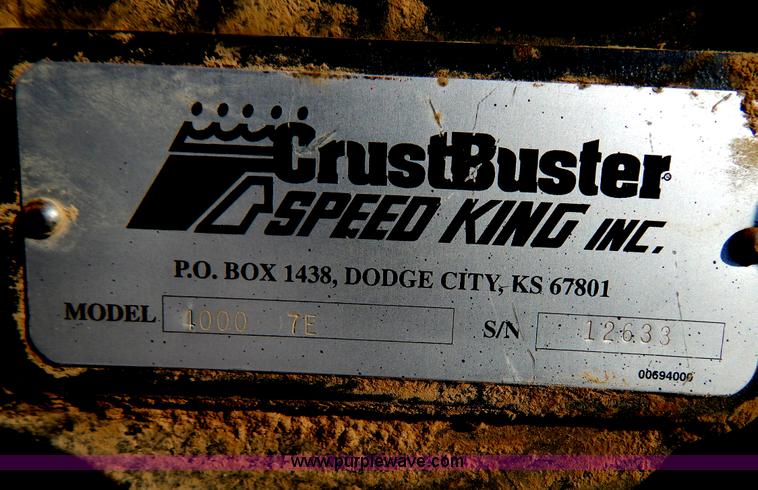 CrustBuster®
SPEED KING INC.
P.O. BOX 1438, DODGE CITY, KS 67801
MODEL 4000 7E S/N 12633
00694000
www.purplewave.com